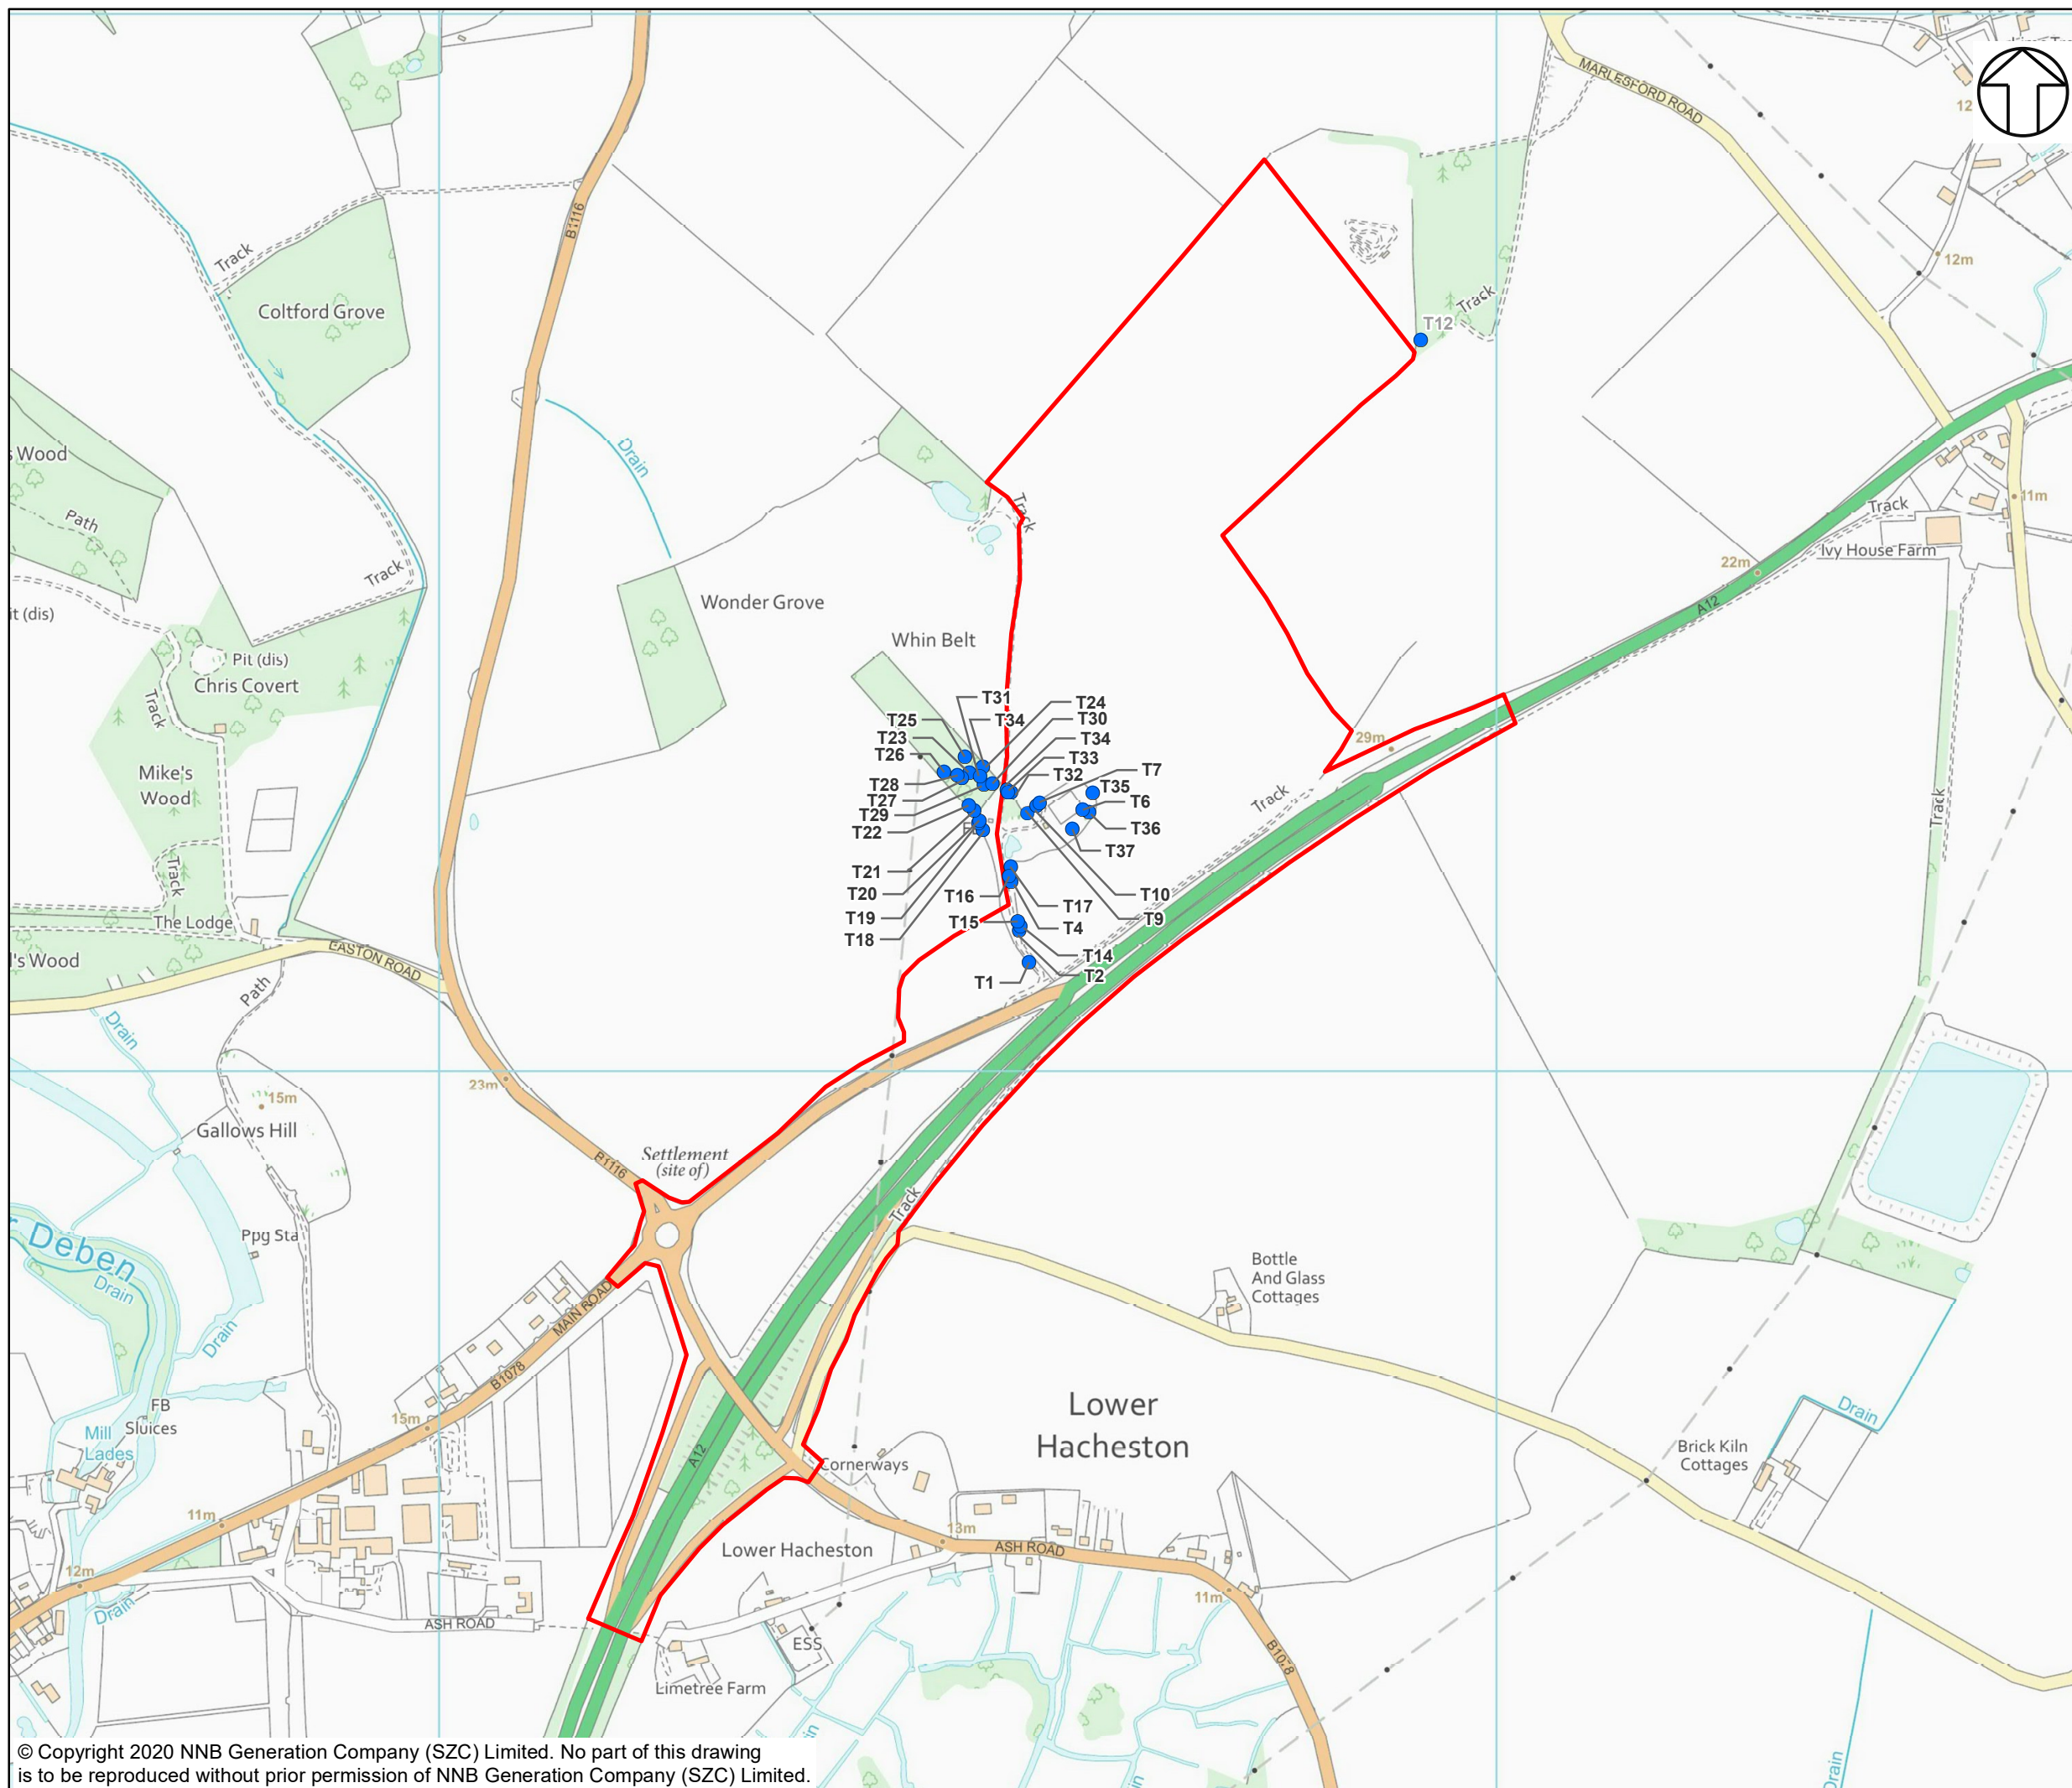 MARLESFORD ROAD
12
B1116
Track
12m
Coltford Grove
Track
T12
Drain
s Wood
Track
Path
Track
11m
Ivy House Farm
22m
A12
Track
Wonder Grove
it (dis)
Whin Belt
Pit (dis)
Chris Covert
Track
T31
T24
T25
T34
T30
T23
T34
T26
T33
29m
T32
T7
T28
T35
T27
T6
T29
T22
T36
T37
Mike's
Wood
Track
Track
Track
T21
T20
T16
T10
T19
T17
T9
T15
T4
T18
T14
T1
T2
The Lodge
EASTON ROAD
l's Wood
Path
Drain
23m
15m
Gallows Hill
B1116
Settlement
(site of)
Track
Ppg Sta
r Deben
Drain
Drain
Bottle
And Glass
Cottages
MAIN ROAD
B1078
FB
Sluices
Mill
Lades
15m
A12
Lower
Hacheston
Drain
Cornerways
Brick Kiln
Cottages
11m
13m
Lower Hacheston
ASH ROAD
12m
11m
Drain
ASH ROAD
ESS
Limetree Farm
Drain
© Copyright 2020 NNB Generation Company (SZC) Limited. No part of this drawing
is to be reproduced without prior permission of NNB Generation Company (SZC) Limited.